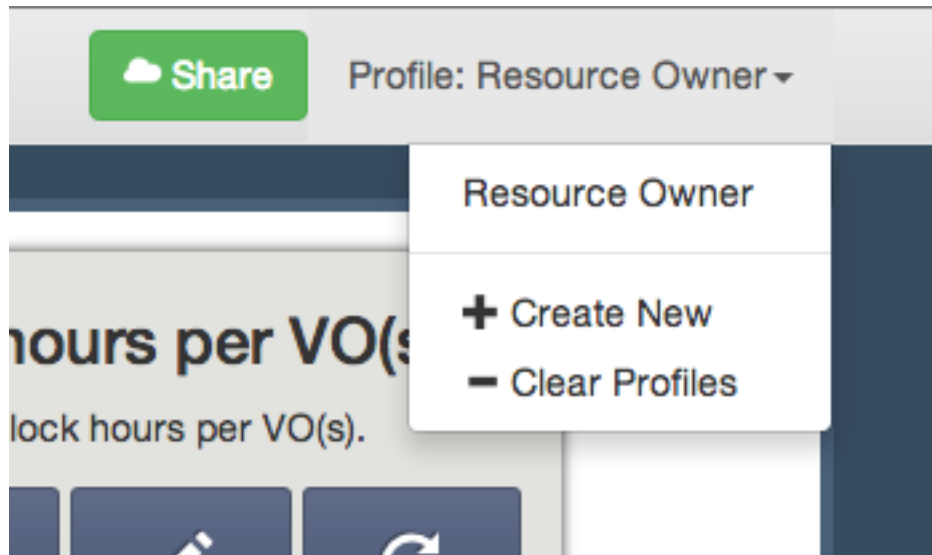 Share
Profile: Resource Owner
Resource Owner
Create New
Clear Profiles
hours per VO(s
lock hours per VO(s).